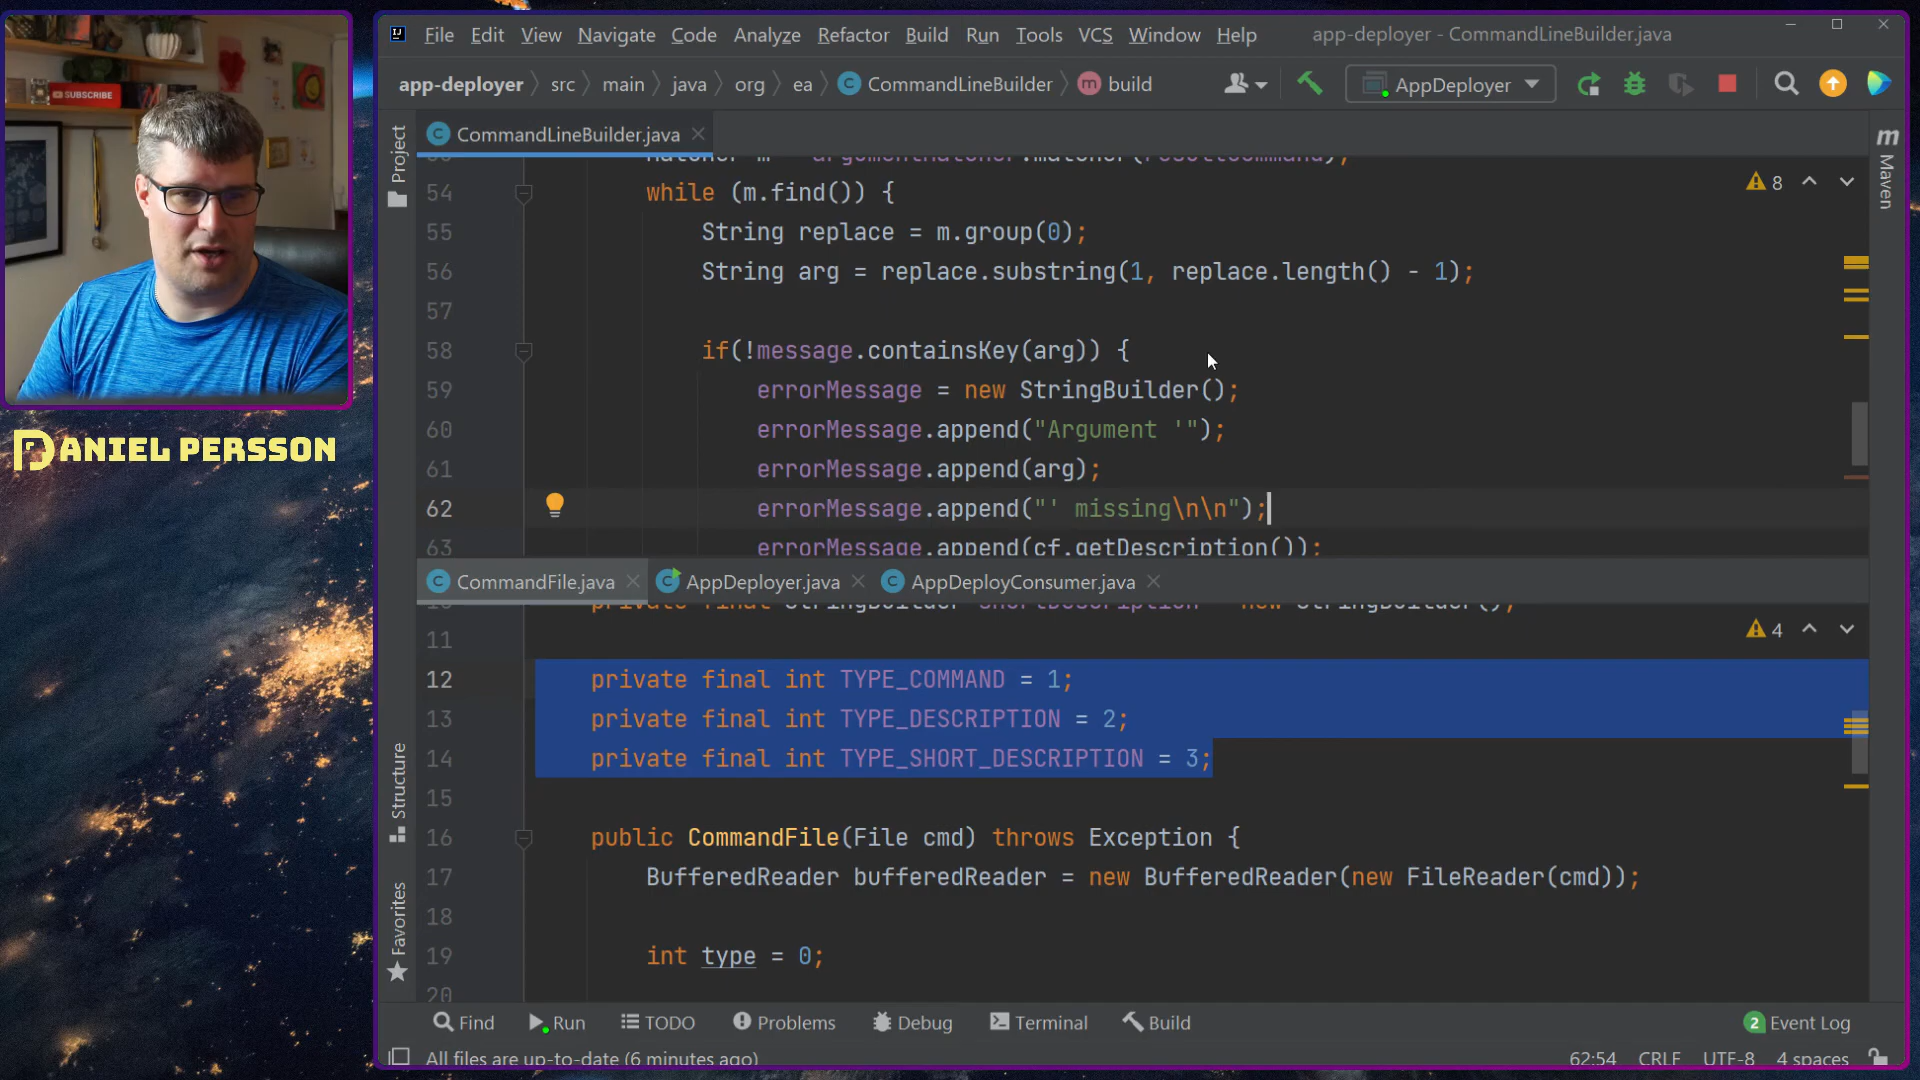 SUBSCRIBE
DANIEL PERSSON
File Edit View Navigate Code Analyze Refactor Build Run Tools VCS Window Help app-deployer - CommandLineBuilder.java
app-deployer src main java org ea CommandLineBuilder build AppDeployer
CommandLineBuilder.java
Project
Maven
Structure
Favorites
54 while (m.find()) {
8
55 String replace = m.group(0);
56 String arg = replace.substring(1, replace.length() - 1);
57
58 if(!message.containsKey(arg)) {
59 errorMessage = new StringBuilder();
60 errorMessage.append("Argument '");
61 errorMessage.append(arg);
62 errorMessage.append("' missing\n\n");
63 errorMessage.append(cf.getDescription());
CommandFile.java AppDeployer.java AppDeployConsumer.java
11
4
12 private final int TYPE_COMMAND = 1;
13 private final int TYPE_DESCRIPTION = 2;
14 private final int TYPE_SHORT_DESCRIPTION = 3;
15
16 public CommandFile(File cmd) throws Exception {
17 BufferedReader bufferedReader = new BufferedReader(new FileReader(cmd));
18
19 int type = 0;
20
Find Run TODO Problems Debug Terminal Build 2 Event Log
All files are up-to-date (6 minutes ago) 62:54 CRLF UTF-8 4 spaces